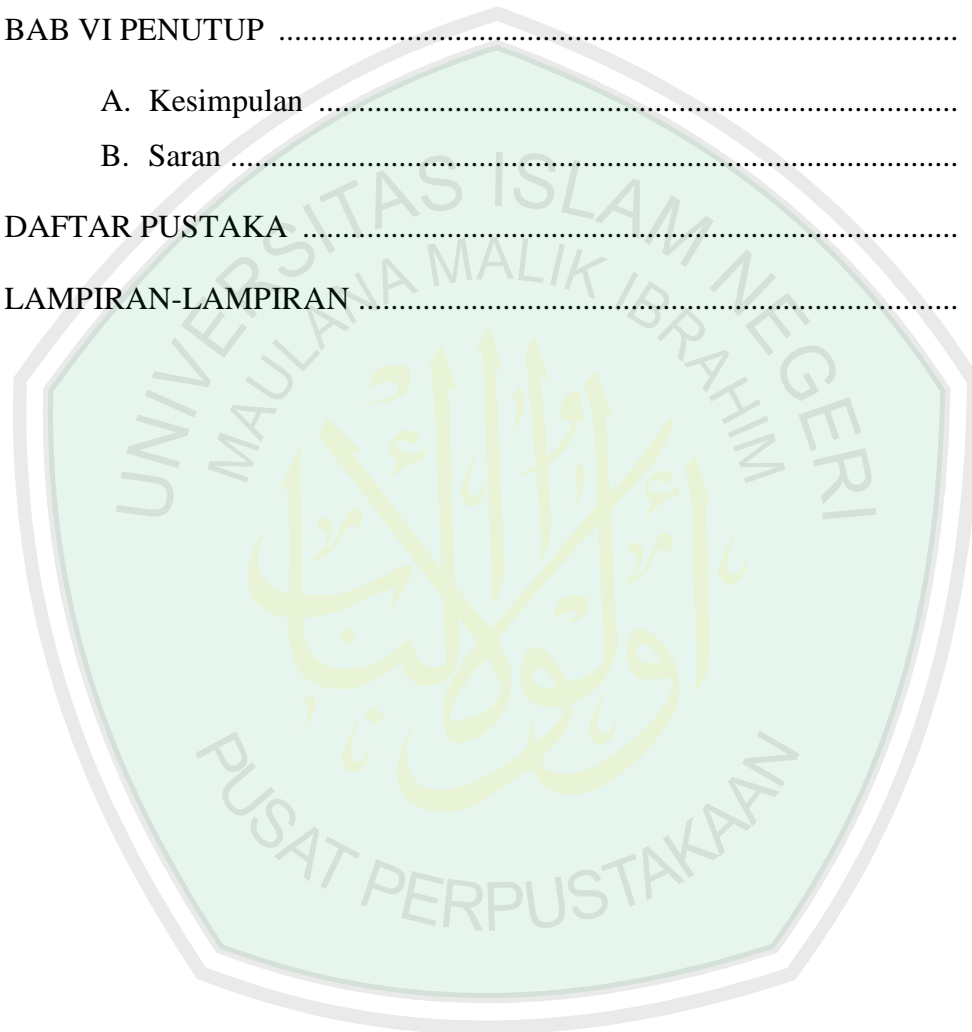 BAB VI PENUTUP ........................................................................................
A. Kesimpulan ..................................................................................
B. Saran .............................................................................................
DAFTAR PUSTAKA ....................................................................................
LAMPIRAN-LAMPIRAN .............................................................................
UNIVERSITAS ISLAM NEGERI
MAULANA MALIK IBRAHIM
PUSAT PERPUSTAKAAN